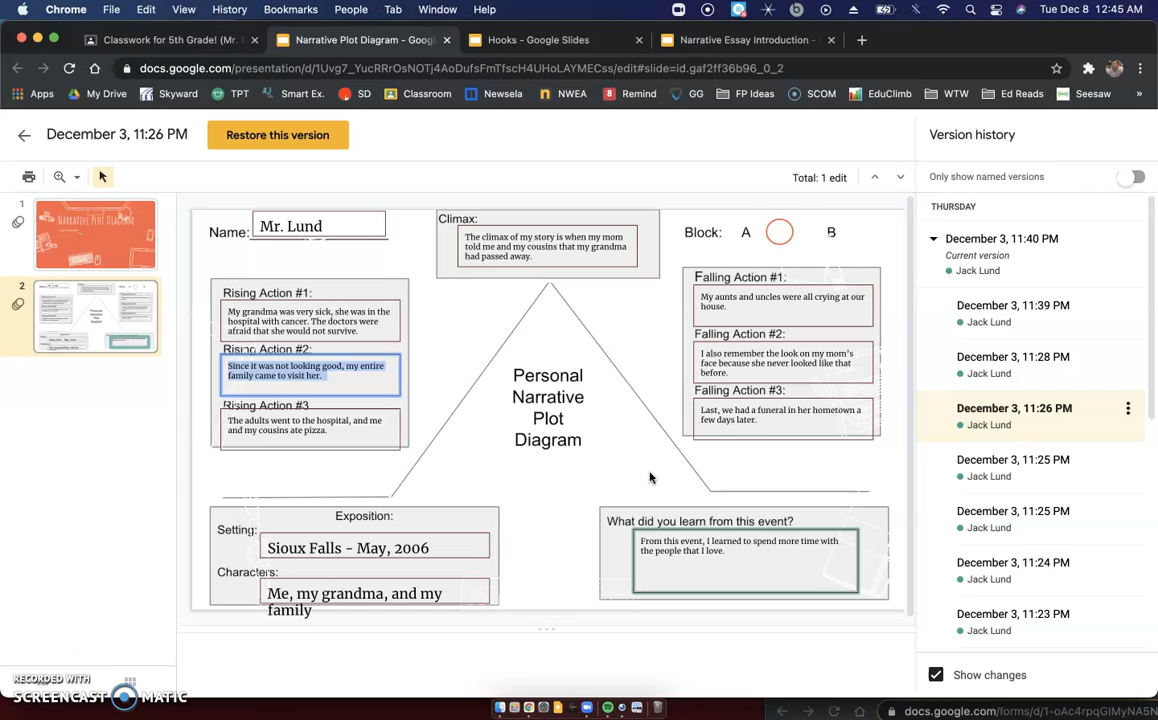 Chrome File Edit View History Bookmarks People Tab Window Help Tue Dec 8 12:45 AM
Classwork for 5th Grade! (Mr. Narrative Plot Diagram - Goog Hooks - Google Slides Narrative Essay Introduction -
docs.google.com/presentation/d/1Uvg7_YucRRrOsNOTj4AoDufsFmTfscH4UHoLAYMECss/edit#slide=id.gaf2ff36b96_0_2
Apps My Drive Skyward TPT Smart Ex. SD Classroom Newsela NWEA Remind GG FP Ideas SCOM EduClimb WTW Ed Reads Seesaw »
December 3, 11:26 PM
Restore this version
Version history
Total: 1 edit
Only show named versions
1
NARRATIVE PLOT DIAGRAM
2
Name: Mr. Lund
Climax:
The climax of my story is when my mom
told me and my cousins that my grandma
had passed away.
Block: A B
Rising Action #1:
My grandma was very sick, she was in the
hospital with cancer. The doctors were
afraid that she would not survive.
Rising Action #2:
Since it was not looking good, my entire
family came to visit her.
Rising Action #3
The adults went to the hospital, and me
and my cousins ate pizza.
Personal
Narrative
Plot
Diagram
Falling Action #1:
My aunts and uncles were all crying at our
house.
Falling Action #2:
I also remember the look on my mom's
face because she never looked like that
before.
Falling Action #3:
Last, we had a funeral in her hometown a
few days later.
Exposition:
Setting:
Sioux Falls - May, 2006
Characters:
Me, my grandma, and my
family
What did you learn from this event?
From this event, I learned to spend more time with
the people that I love.
THURSDAY
December 3, 11:40 PM
Current version
Jack Lund
December 3, 11:39 PM
Jack Lund
December 3, 11:28 PM
Jack Lund
December 3, 11:26 PM
Jack Lund
December 3, 11:25 PM
Jack Lund
December 3, 11:25 PM
Jack Lund
December 3, 11:24 PM
Jack Lund
December 3, 11:23 PM
Jack Lund
Show changes
RECORDED WITH
SCREENCAST MATIC
docs.google.com/forms/d/1-oAc4rpqGlMyNA5N